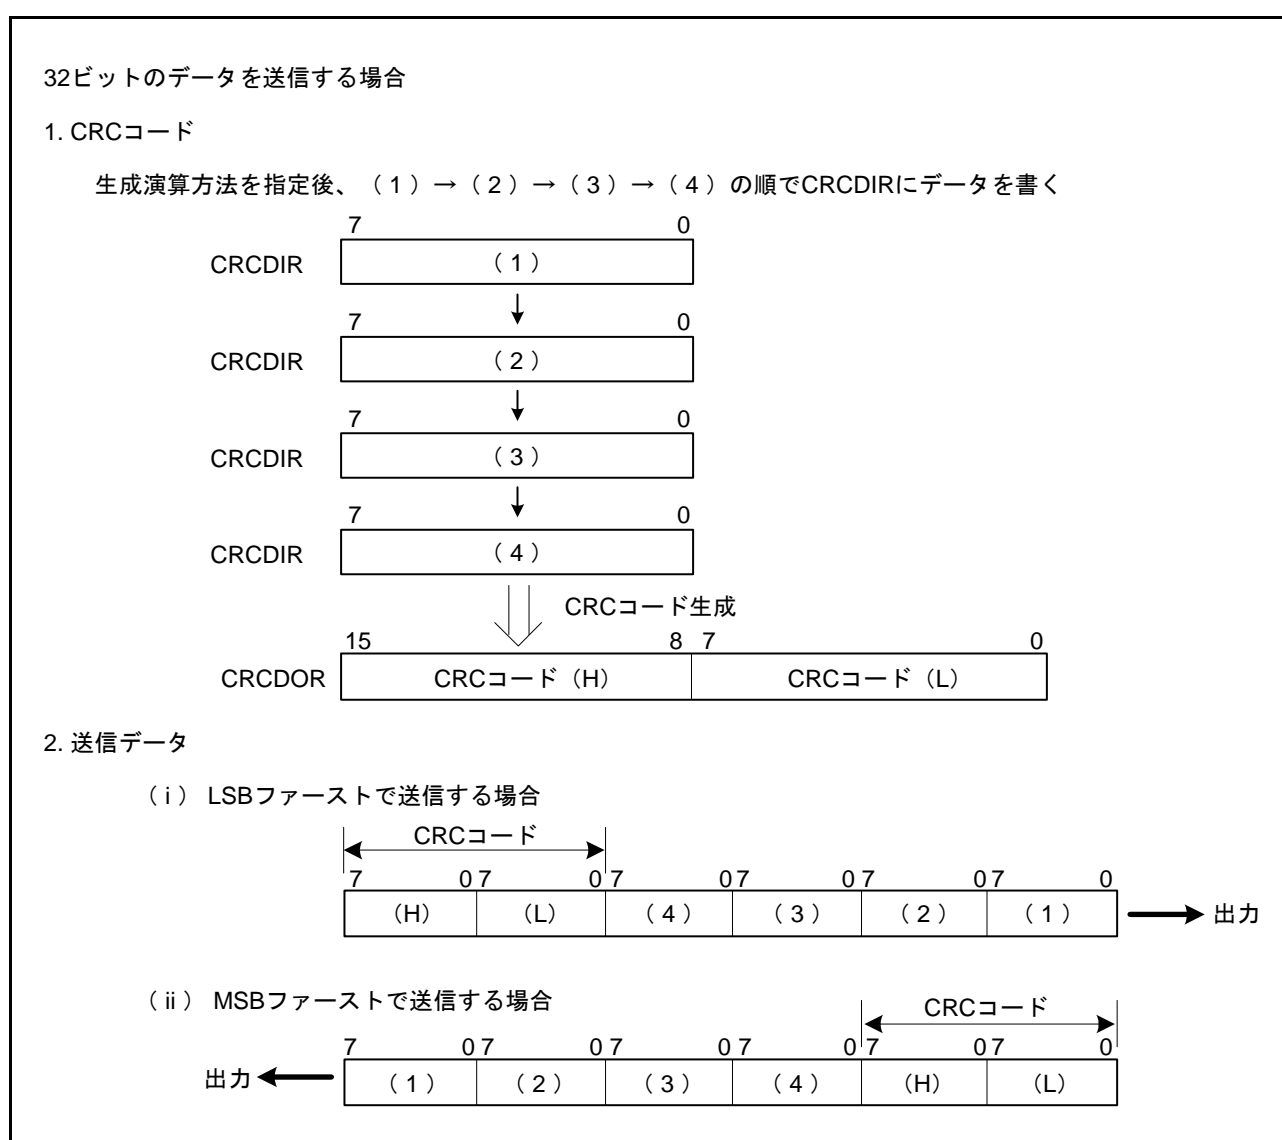 32ビットのデータを送信する場合
1. CRCコード
生成演算方法を指定後、（1）→（2）→（3）→（4）の順でCRCDIRにデータを書く
7 0
CRCDIR （1）
7 0
CRCDIR （2）
7 0
CRCDIR （3）
7 0
CRCDIR （4）
CRCコード生成
15 8 7 0
CRCDOR CRCコード（H） CRCコード（L）
2. 送信データ
（i） LSBファーストで送信する場合
CRCコード
7 0 7 0 7 0 7 0 7 0 7 0
（H） （L） （4） （3） （2） （1） 出力
（ii） MSBファーストで送信する場合
CRCコード
7 0 7 0 7 0 7 0 7 0 7 0
出力 （1） （2） （3） （4） （H） （L）